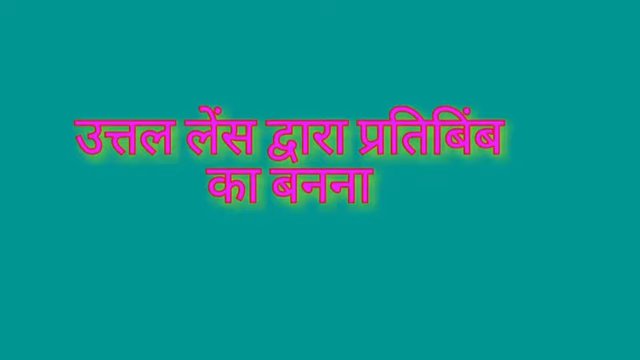 उत्तल लेंस द्वारा प्रतिबिंब
का बनना